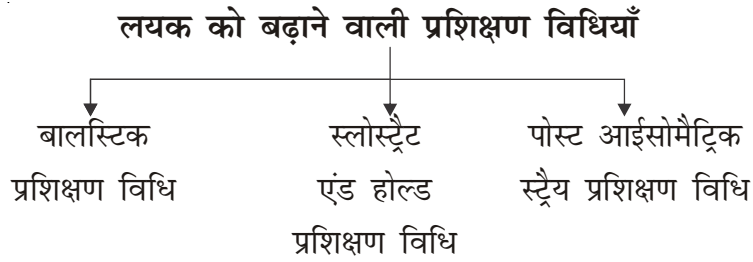 लयक को बढ़ाने वाली प्रशिक्षण विधियाँ
बालस्टिक
प्रशिक्षण विधि
स्लोस्ट्रैट
एंड होल्ड
प्रशिक्षण विधि
पोस्ट आईसोमैट्रिक
स्ट्रैय प्रशिक्षण विधि